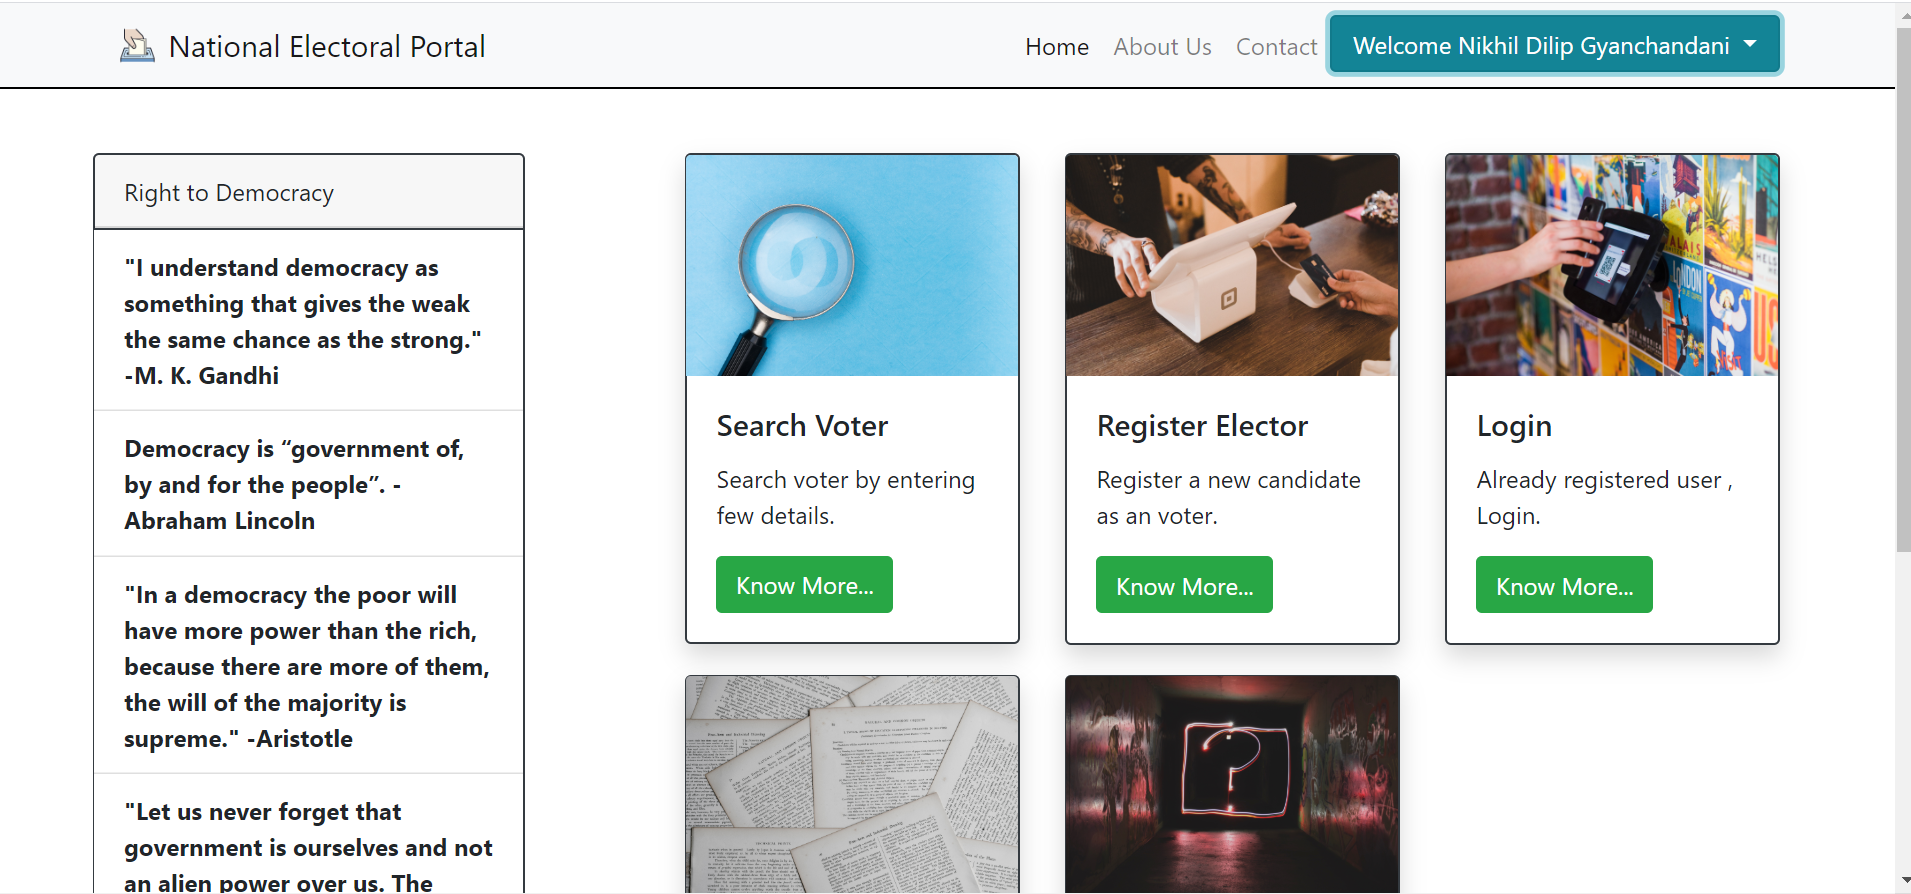 National Electoral Portal
Home About Us Contact Welcome Nikhil Dilip Gyanchandani
Right to Democracy
"I understand democracy as
something that gives the weak
the same chance as the strong."
-M. K. Gandhi
Democracy is “government of,
by and for the people”. -
Abraham Lincoln
"In a democracy the poor will
have more power than the rich,
because there are more of them,
the will of the majority is
supreme." -Aristotle
"Let us never forget that
government is ourselves and not
an alien power over us. The
Search Voter
Search voter by entering
few details.
Know More...
Register Elector
Register a new candidate
as an voter.
Know More...
Login
Already registered user ,
Login.
Know More...
LONDON
?